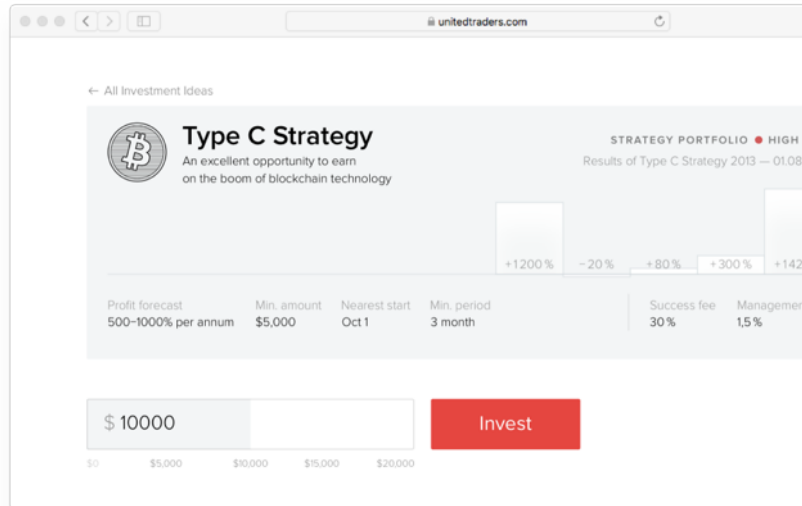 unitedtraders.com
← All Investment Ideas
Type C Strategy
An excellent opportunity to earn
on the boom of blockchain technology
STRATEGY PORTFOLIO ● HIGH
Results of Type C Strategy 2013 — 01.08
+1200% −20% +80% +300% +142
Profit forecast Min. amount Nearest start Min. period Success fee Managemen
500–1000% per annum $5,000 Oct 1 3 month 30% 1,5%
$ 10000
Invest
$0 $5,000 $10,000 $15,000 $20,000